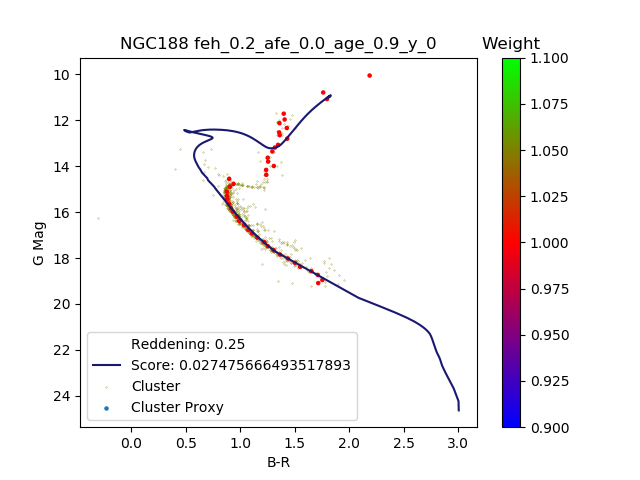 NGC188 feh_0.2_afe_0.0_age_0.9_y_0
Weight
10
12
14
16
18
20
22
24
G Mag
0.0 0.5 1.0 1.5 2.0 2.5 3.0
B-R
Reddening: 0.25
Score: 0.027475666493517893
Cluster
Cluster Proxy
1.100
1.075
1.050
1.025
1.000
0.975
0.950
0.925
0.900